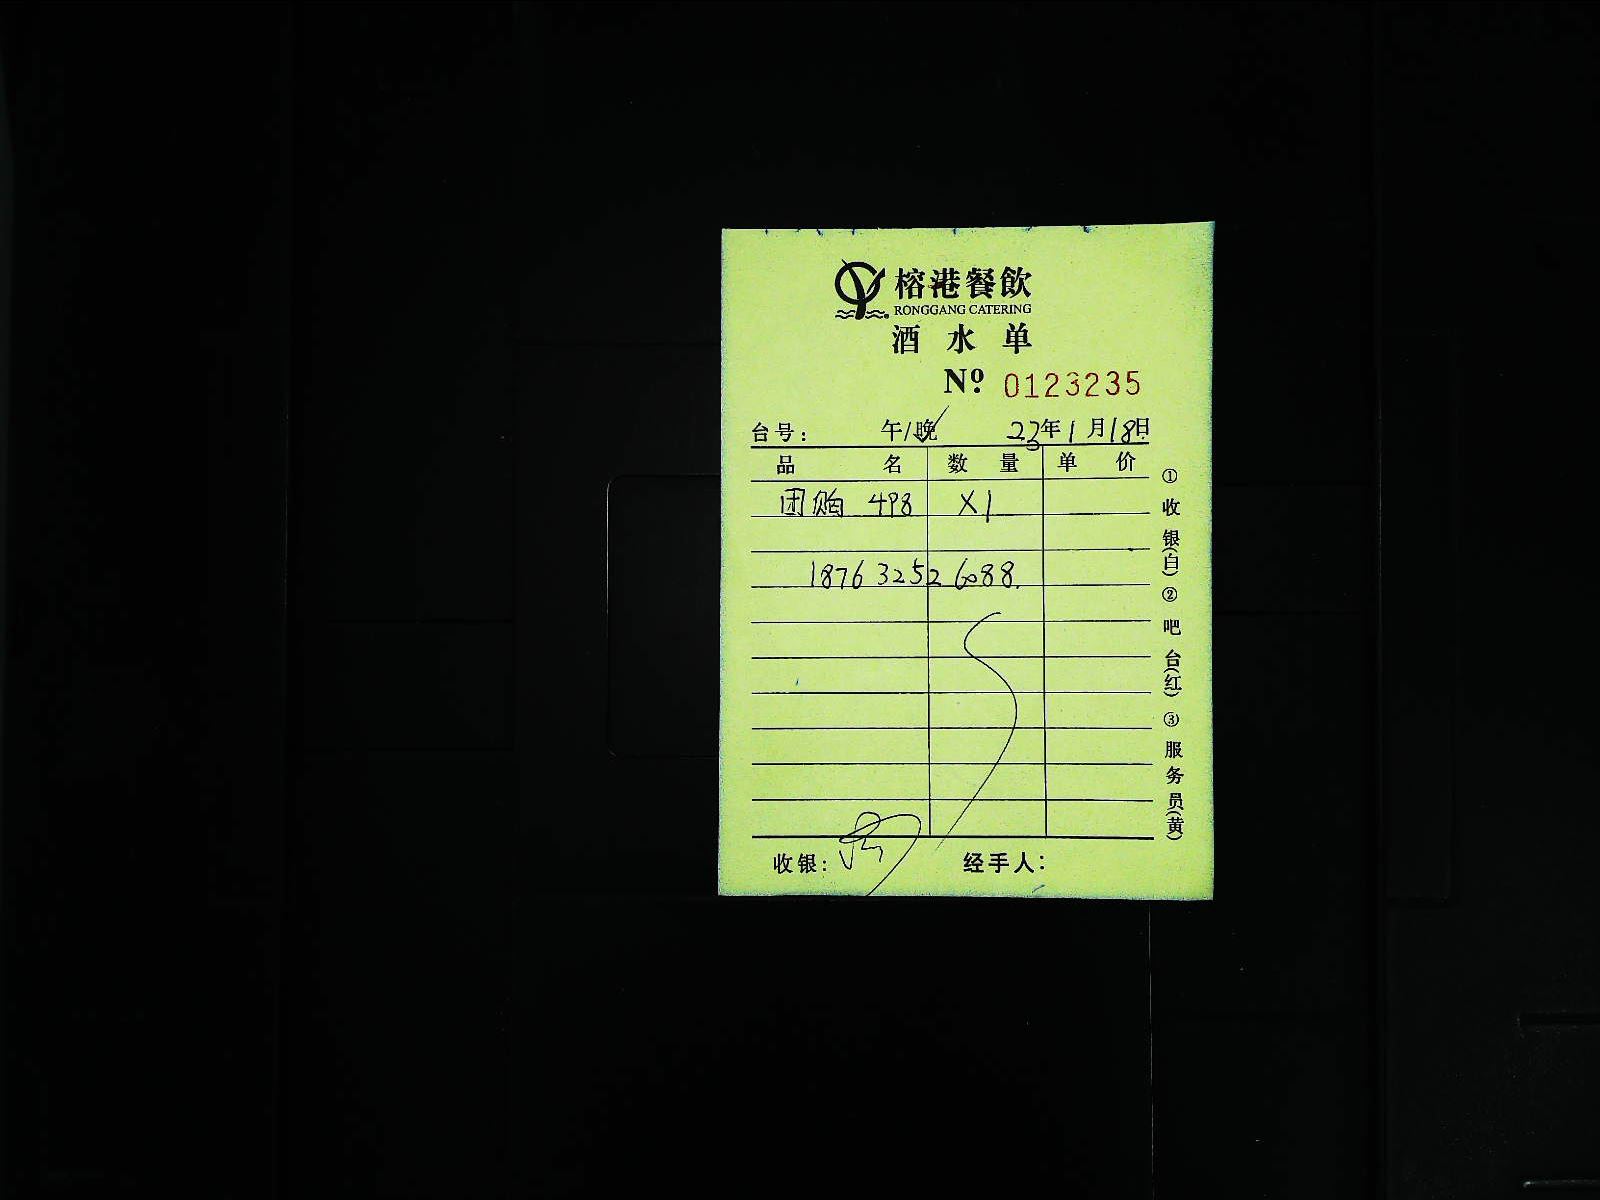 榕港餐飲
RONGGANG CATERING
酒水单
Nº 0123235
台号： 午/晚 23年1月18日
品名 数量 单价
团购 498 X1
18763252 6088.
收银： 经手人：
①收银(白)②吧台(红)③服务员(黄)